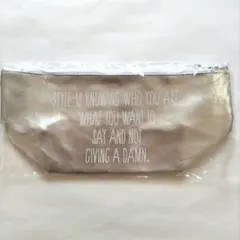 STYLE IS KNOWING WHO YOU ARE,
WHAT YOU WANT TO
SAY AND NOT
GIVING A DAMN.